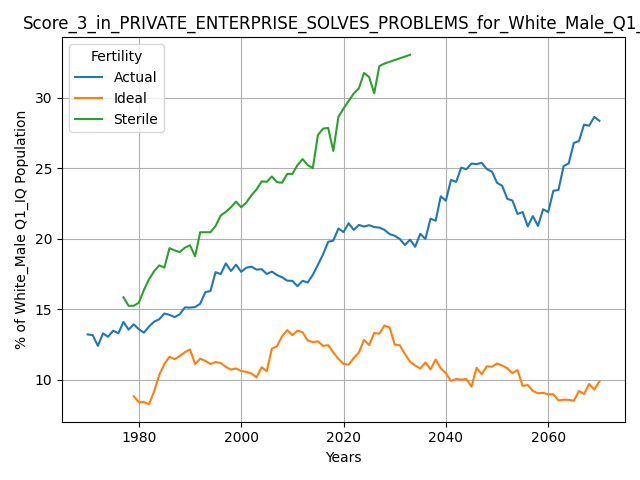 Score_3_in_PRIVATE_ENTERPRISE_SOLVES_PROBLEMS_for_White_Male_Q1_
Fertility
Actual
Ideal
Sterile
% of White_Male Q1_IQ Population
30
25
20
15
10
1980
2000
2020
2040
2060
Years